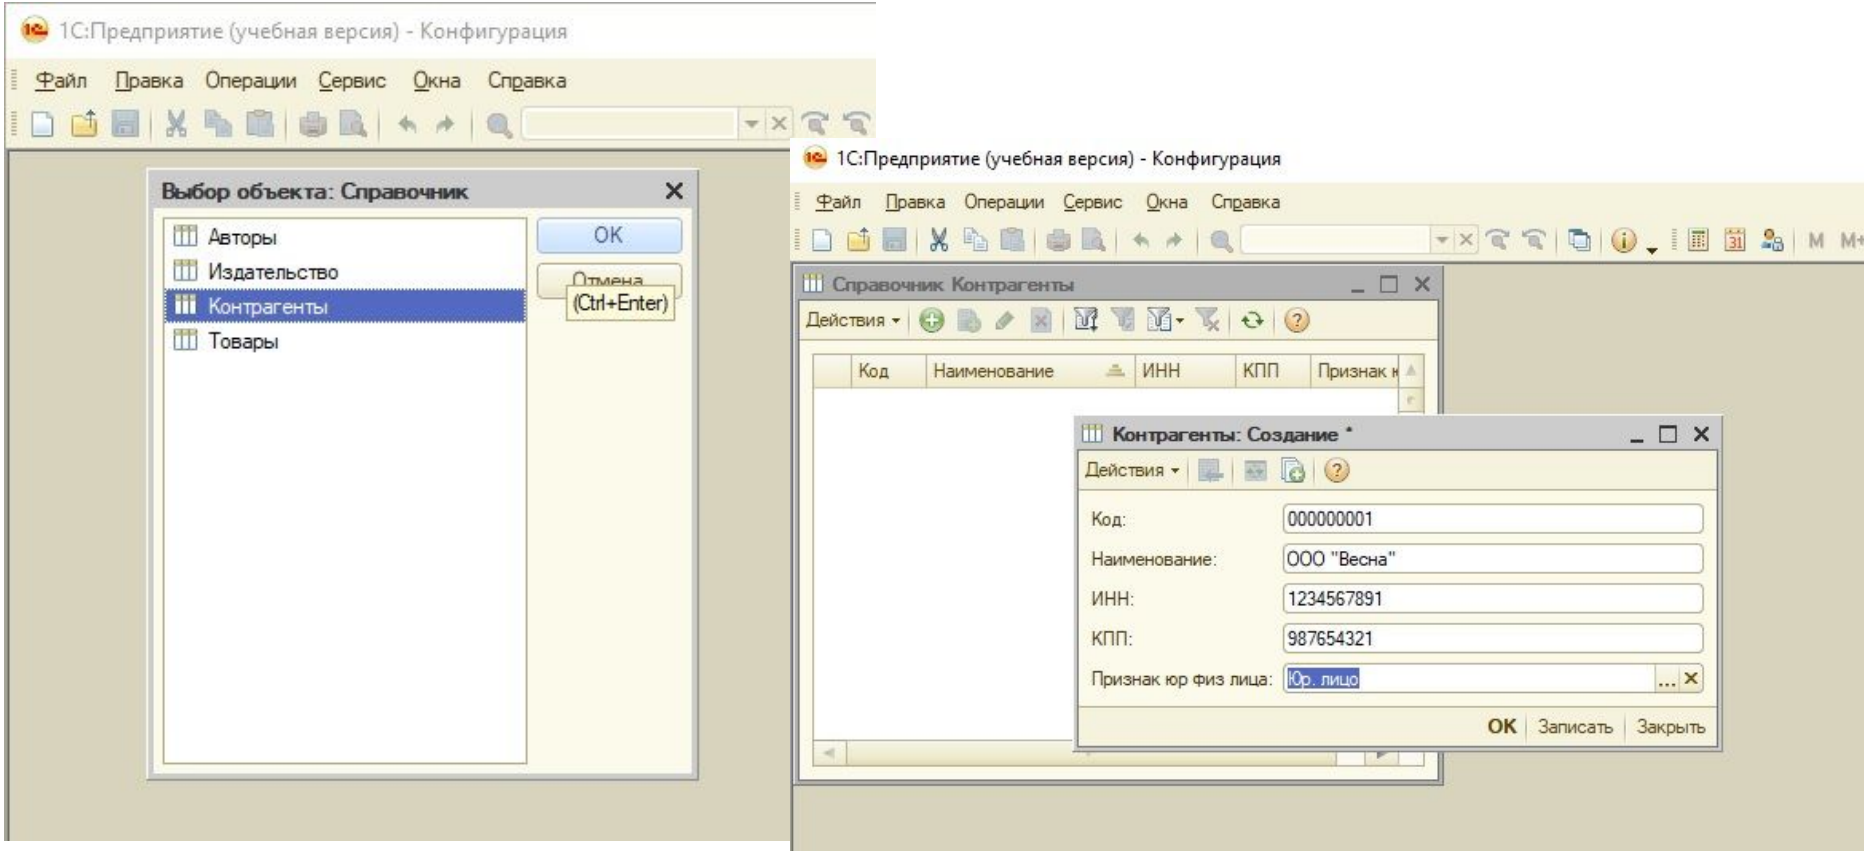 1С:Предприятие (учебная версия) - Конфигурация
Файл Правка Операции Сервис Окна Справка
Выбор объекта: Справочник
Авторы
Издательство
Контрагенты
Товары
OK
Отмена
(Ctrl+Enter)
1С:Предприятие (учебная версия) - Конфигурация
Файл Правка Операции Сервис Окна Справка
31 M M+
Справочник Контрагенты
Действия
Код Наименование ИНН КПП Признак ю
Контрагенты: Создание *
Действия
Код: 000000001
Наименование: ООО "Весна"
ИНН: 1234567891
КПП: 987654321
Признак юр физ лица: Юр. лицо
OK Записать Закрыть